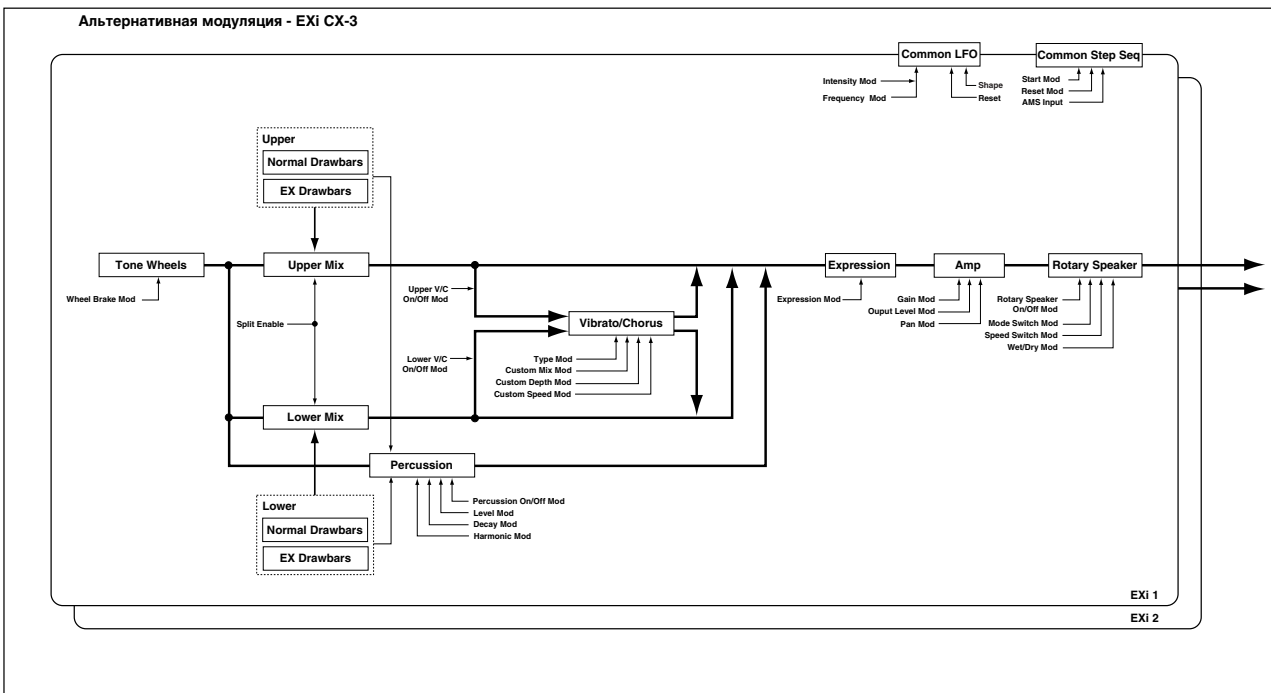 Альтернативная модуляция - EXi CX-3
Common LFO
Common Step Seq
Intensity Mod
Frequency Mod
Shape
Reset
Start Mod
Reset Mod
AMS Input
Upper
Normal Drawbars
EX Drawbars
Tone Wheels
Upper Mix
Expression
Amp
Rotary Speaker
Wheel Brake Mod
Upper V/C
On/Off Mod
Expression Mod
Gain Mod
Ouput Level Mod
Pan Mod
Rotary Speaker
On/Off Mod
Mode Switch Mod
Speed Switch Mod
Wet/Dry Mod
Split Enable
Vibrato/Chorus
Lower V/C
On/Off Mod
Type Mod
Custom Mix Mod
Custom Depth Mod
Custom Speed Mod
Lower Mix
Percussion
Percussion On/Off Mod
Level Mod
Decay Mod
Harmonic Mod
Lower
Normal Drawbars
EX Drawbars
EXi 1
EXi 2